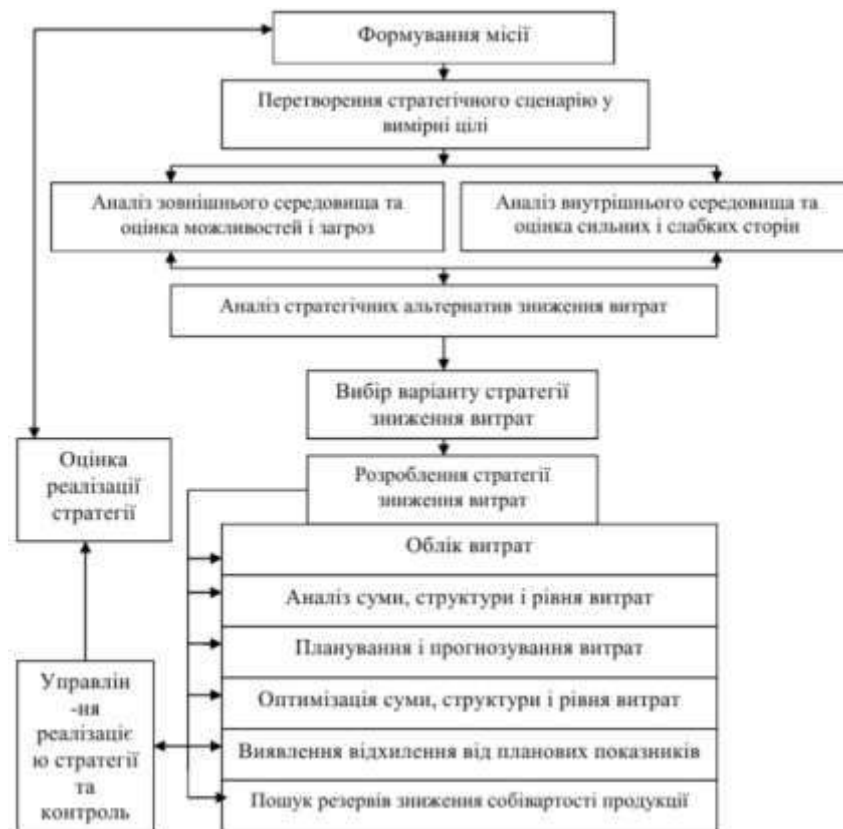 Формування місії
Перетворення стратегічного сценарію у
вимірні цілі
Аналіз зовнішнього середовища та
оцінка можливостей і загроз
Аналіз внутрішнього середовища та
оцінка сильних і слабких сторін
Аналіз стратегічних альтернатив зниження витрат
Вибір варіанту стратегії
зниження витрат
Оцінка
реалізації
стратегії
Розроблення стратегії
зниження витрат
Облік витрат
Аналіз суми, структури і рівня витрат
Планування і прогнозування витрат
Оптимізація суми, структури і рівня витрат
Виявлення відхилення від планових показників
Пошук резервів зниження собівартості продукції
Управлін
-ня
реалізаціє
ю стратегії
та
контроль